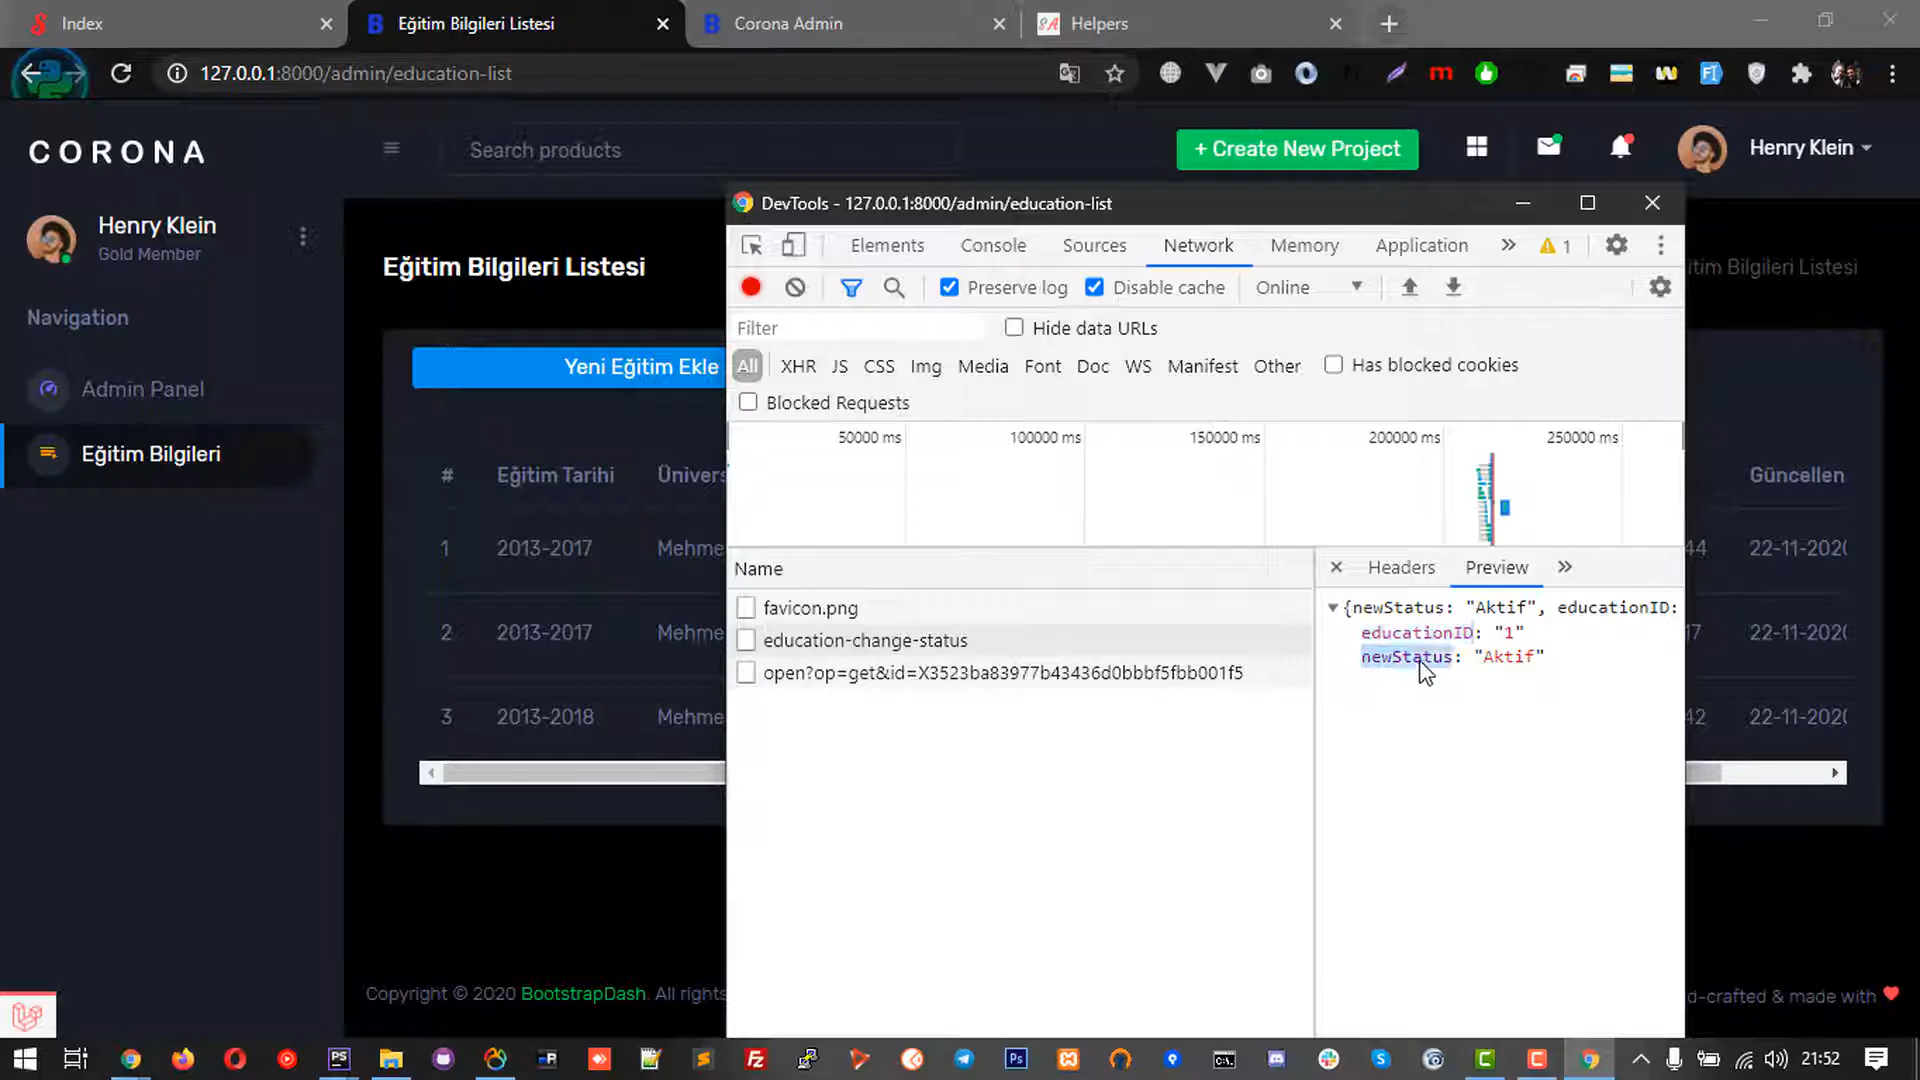 Index
Eğitim Bilgileri Listesi
Corona Admin
Helpers
127.0.0.1:8000/admin/education-list
CORONA
Search products
+ Create New Project
Henry Klein
Henry Klein
Gold Member
Navigation
Admin Panel
Eğitim Bilgileri
Eğitim Bilgileri Listesi
itim Bilgileri Listesi
Yeni Eğitim Ekle
# Eğitim Tarihi Ünivers Güncellen
1 2013-2017 Mehme 44 22-11-202
2 2013-2017 Mehme 17 22-11-202
3 2013-2018 Mehme 42 22-11-202
DevTools - 127.0.0.1:8000/admin/education-list
Elements Console Sources Network Memory Application » 1
Preserve log Disable cache Online
Filter Hide data URLs
All XHR JS CSS Img Media Font Doc WS Manifest Other Has blocked cookies
Blocked Requests
50000 ms 100000 ms 150000 ms 200000 ms 250000 ms
Name
favicon.png
education-change-status
open?op=get&id=X3523ba83977b43436d0bbbf5fbb001f5
Headers Preview »
{newStatus: "Aktif", educationID:
educationID: "1"
newStatus: "Aktif"
Copyright © 2020 BootstrapDash. All rights
d-crafted & made with
21:52